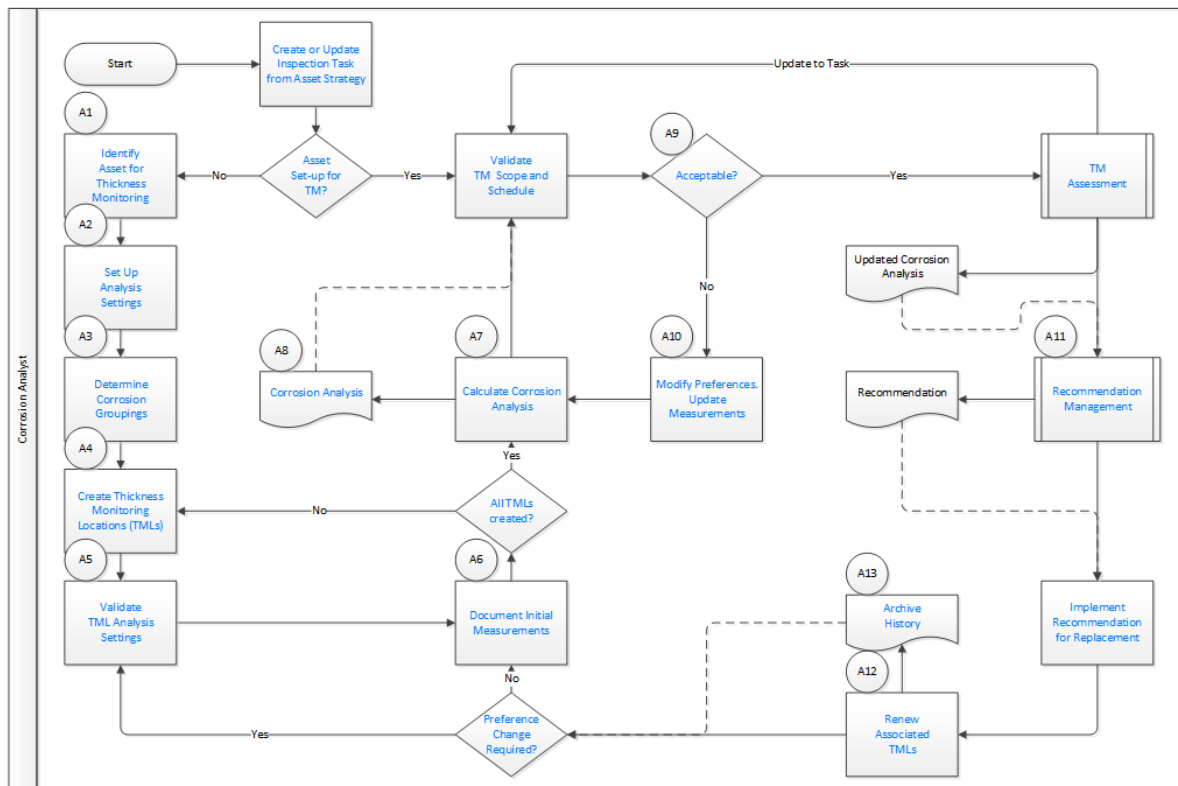 Corrosion Analyst
Start
Create or Update
Inspection Task
from Asset Strategy
Update to Task
A1
Identify
Asset for
Thickness
Monitoring
No
Asset
Set-up for
TM?
Yes
Validate
TM Scope and
Schedule
A9
Acceptable?
Yes
TM
Assessment
A2
Set Up
Analysis
Settings
No
Updated Corrosion
Analysis
A3
Determine
Corrosion
Groupings
A8
Corrosion Analysis
A7
Calculate Corrosion
Analysis
A10
Modify Preferences.
Update
Measurements
Recommendation
A11
Recommendation
Management
A4
Create Thickness
Monitoring
Locations (TMLs)
No
Yes
All TMLs
created?
A5
Validate
TML Analysis
Settings
A6
Document Initial
Measurements
A13
Archive
History
Implement
Recommendation
for Replacement
Yes
No
Preference
Change
Required?
A12
Renew
Associated
TMLs